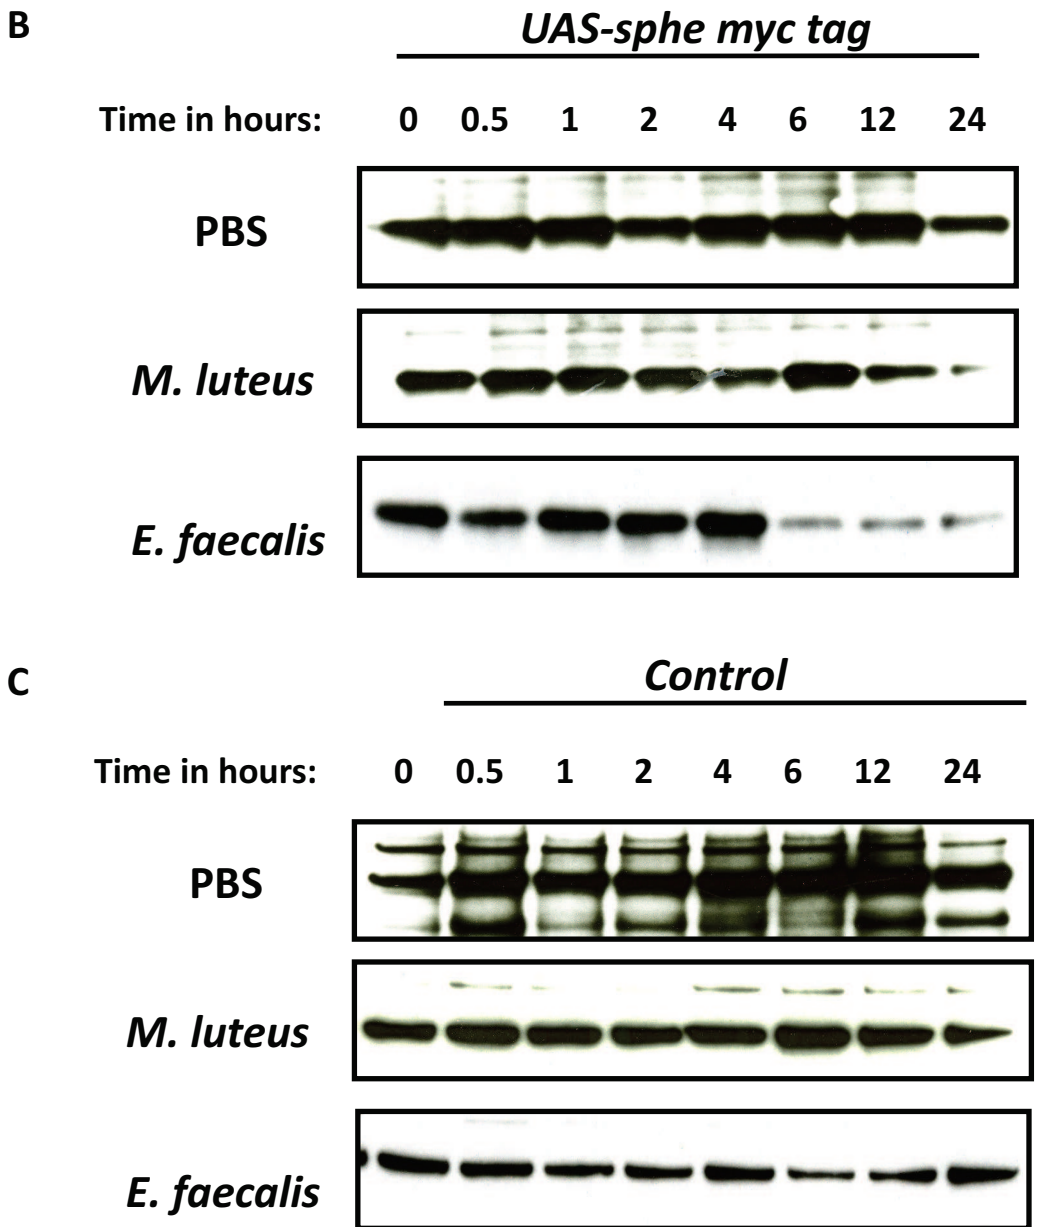 B
UAS-sphe myc tag
Time in hours: 0 0.5 1 2 4 6 12 24
PBS
M. luteus
E. faecalis
C
Control
Time in hours: 0 0.5 1 2 4 6 12 24
PBS
M. luteus
E. faecalis